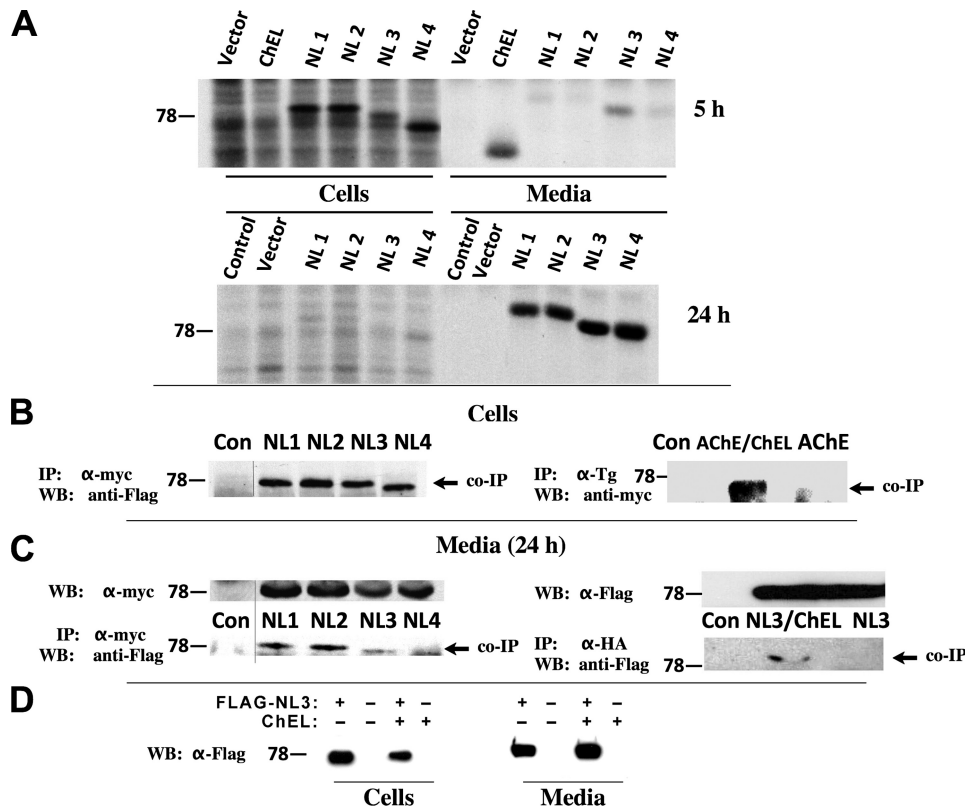 A
Vector ChEL NL 1 NL 2 NL 3 NL 4 Vector ChEL NL 1 NL 2 NL 3 NL 4
78 5 h
Cells Media
Control Vector NL 1 NL 2 NL 3 NL 4 Control Vector NL 1 NL 2 NL 3 NL 4
78 24 h
B
Cells
Con NL1 NL2 NL3 NL4 Con AChE/ChEL AChE
IP: α-myc 78 co-IP IP: α-Tg 78 co-IP
WB: anti-Flag WB: anti-myc
C
Media (24 h)
WB: α-myc 78 WB: α-Flag 78
Con NL1 NL2 NL3 NL4 Con NL3/ChEL NL3
IP: α-myc 78 co-IP IP: α-HA 78 co-IP
WB: anti-Flag WB: anti-Flag
D
FLAG-NL3: + – + – + – + –
ChEL: – – + + – – + +
WB: α-Flag 78
Cells Media